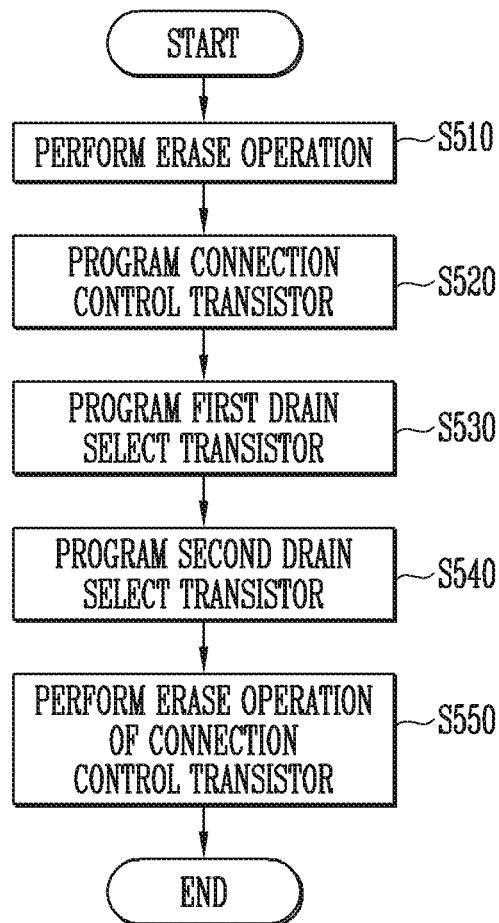 START
PERFORM ERASE OPERATION
S510
PROGRAM CONNECTION
CONTROL TRANSISTOR
S520
PROGRAM FIRST DRAIN
SELECT TRANSISTOR
S530
PROGRAM SECOND DRAIN
SELECT TRANSISTOR
S540
PERFORM ERASE OPERATION
OF CONNECTION
CONTROL TRANSISTOR
S550
END